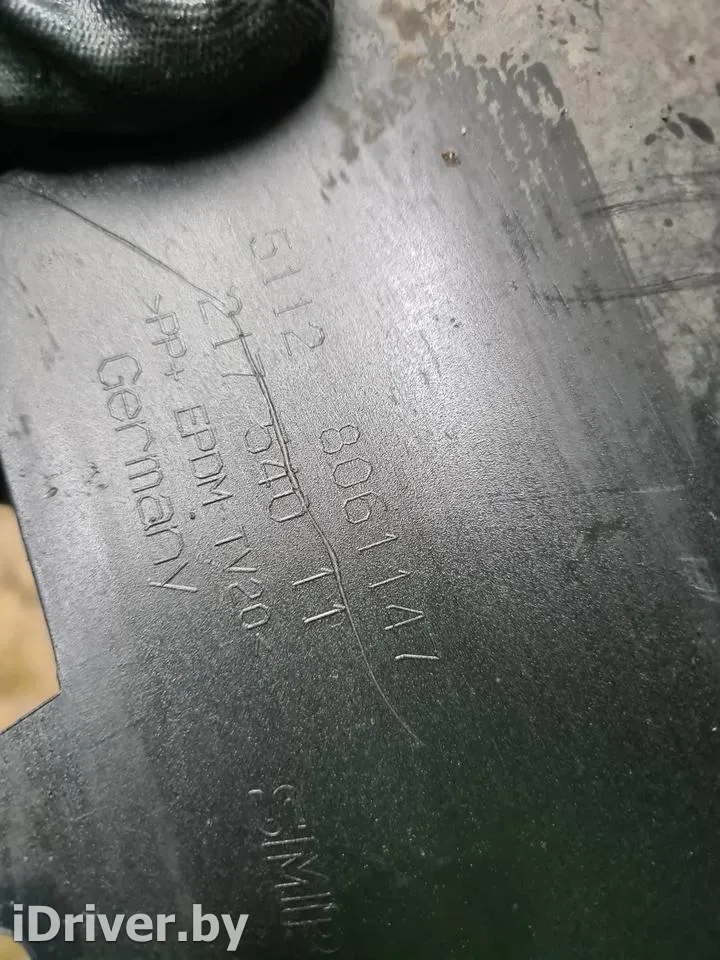 5112 8061147
217 540 11
>PP+ EPDM-TV20<
Germany
iDriver.by